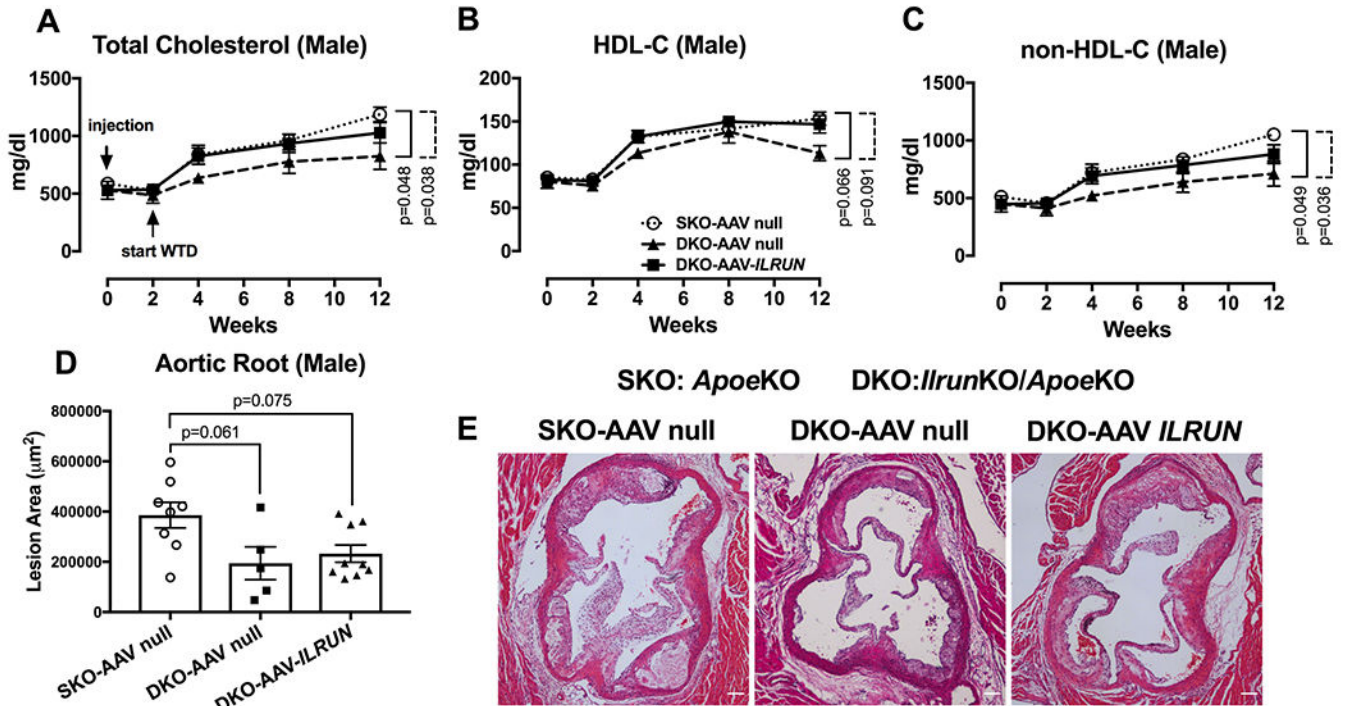 A
Total Cholesterol (Male)
1500
1000
500
0
mg/dl
injection
start WTD
p=0.048
p=0.038
0 2 4 6 8 10 12
Weeks
B
HDL-C (Male)
200
150
100
50
0
mg/dl
SKO-AAV null
DKO-AAV null
DKO-AAV-ILRUN
p=0.066
p=0.091
0 2 4 6 8 10 12
Weeks
C
non-HDL-C (Male)
1500
1000
500
0
mg/dl
p=0.049
p=0.036
0 2 4 6 8 10 12
Weeks
D
Aortic Root (Male)
800000
600000
400000
200000
0
Lesion Area (μm²)
p=0.075
p=0.061
SKO-AAV null
DKO-AAV null
DKO-AAV-ILRUN
SKO: ApoeKO DKO:IlrunKO/ApoeKO
E
SKO-AAV null
DKO-AAV null
DKO-AAV ILRUN